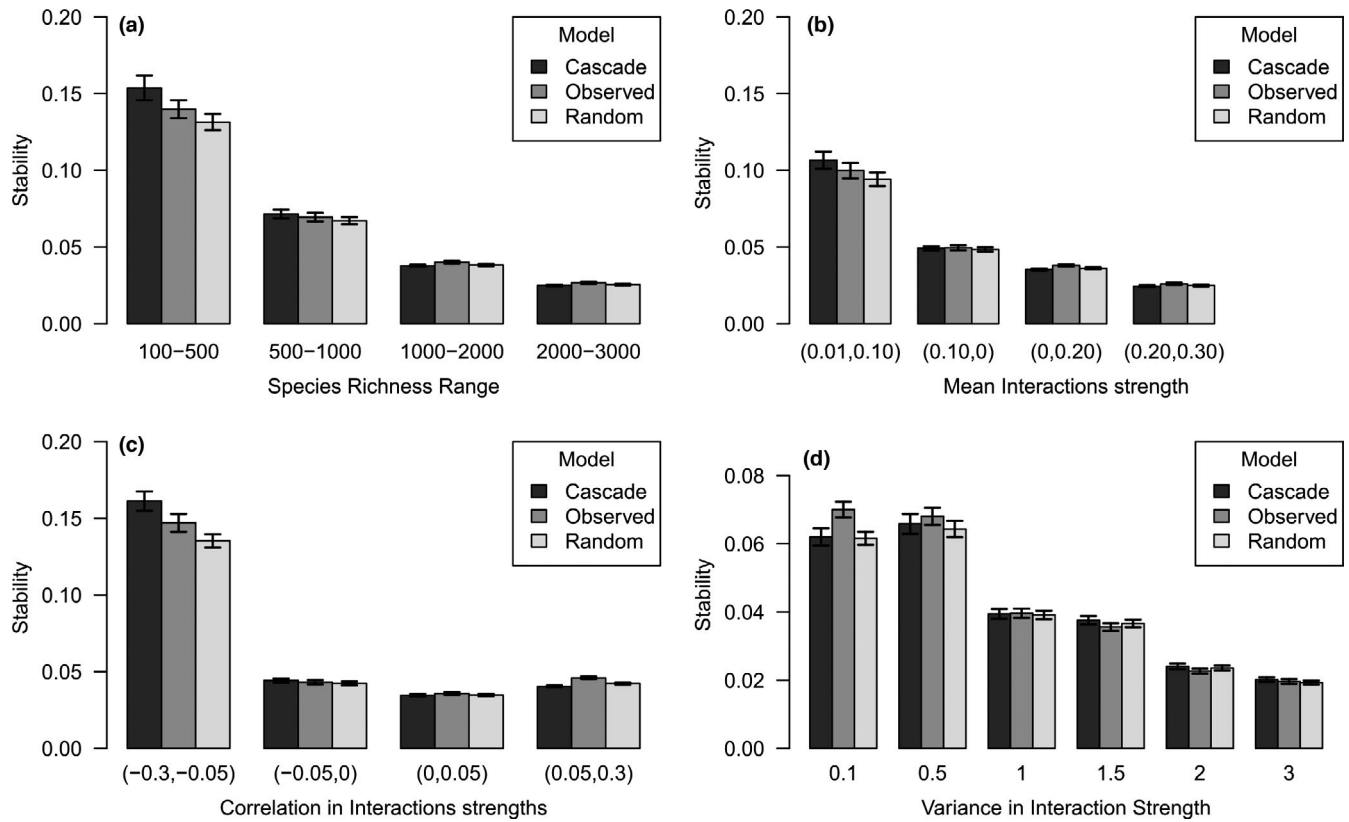 (a)
Model
Cascade
Observed
Random
0.20
0.15
0.10
0.05
0.00
Stability
100−500 500−1000 1000−2000 2000−3000
Species Richness Range
(b)
Model
Cascade
Observed
Random
0.20
0.15
0.10
0.05
0.00
Stability
(0.01,0.10) (0.10,0) (0,0.20) (0.20,0.30)
Mean Interactions strength
(c)
Model
Cascade
Observed
Random
0.20
0.15
0.10
0.05
0.00
Stability
(−0.3,−0.05) (−0.05,0) (0,0.05) (0.05,0.3)
Correlation in Interactions strengths
(d)
Model
Cascade
Observed
Random
0.08
0.06
0.04
0.02
0.00
Stability
0.1 0.5 1 1.5 2 3
Variance in Interaction Strength